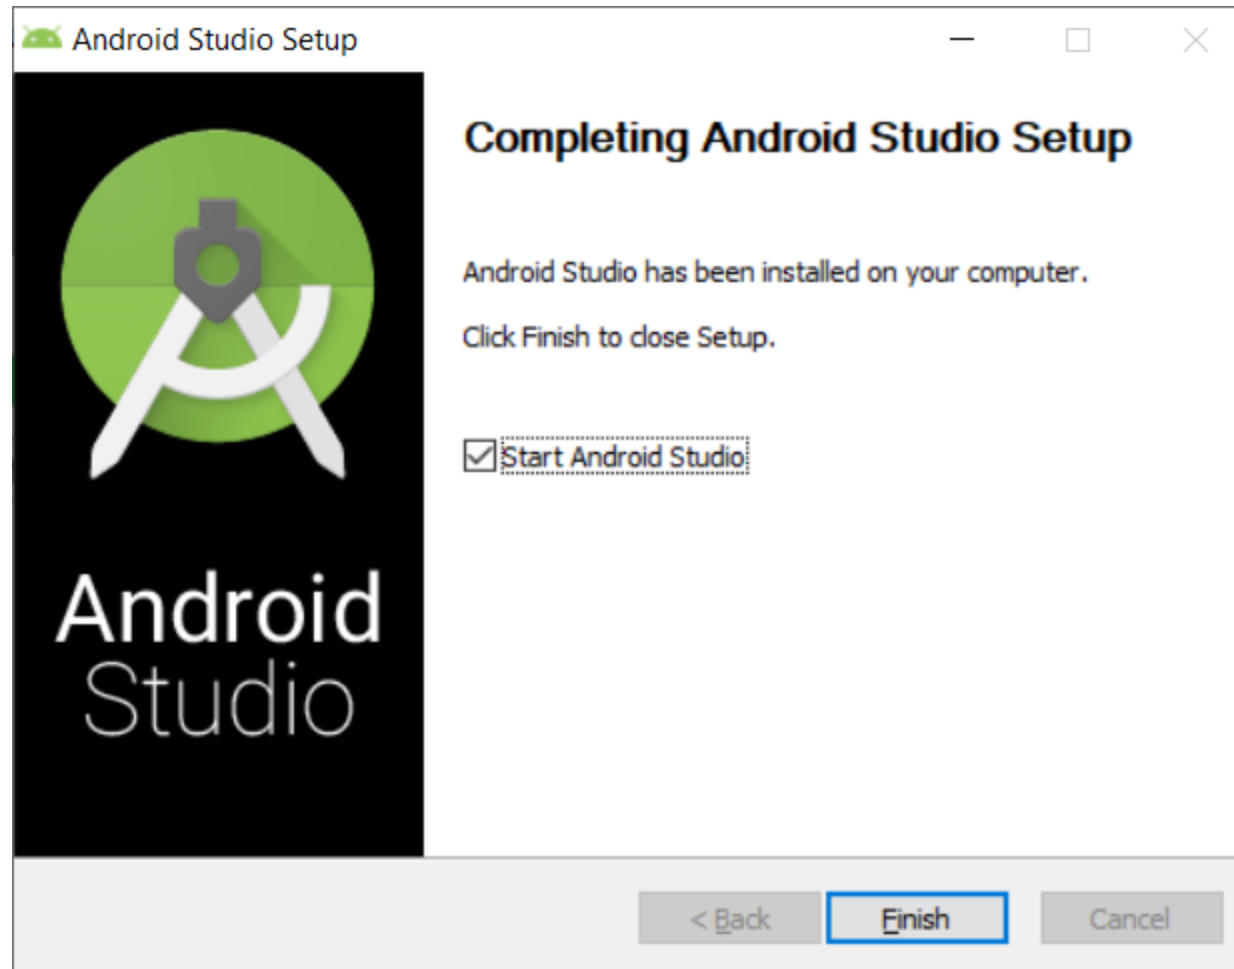 Android Studio Setup
Completing Android Studio Setup
Android Studio has been installed on your computer.
Click Finish to close Setup.
Start Android Studio
Android
Studio
< Back
Finish
Cancel